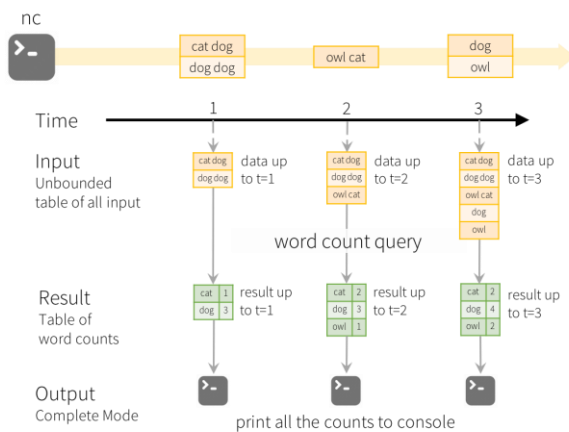 nc
>_
cat dog
dog dog
owl cat
dog
owl
Time
1
2
3
Input
Unbounded
table of all input
cat dog
dog dog
data up
to t=1
cat dog
dog dog
owl cat
data up
to t=2
cat dog
dog dog
owl cat
dog
owl
data up
to t=3
word count query
Result
Table of
word counts
cat 1
dog 3
result up
to t=1
cat 2
dog 3
owl 1
result up
to t=2
cat 2
dog 4
owl 2
result up
to t=3
Output
Complete Mode
>_
>_
>_
print all the counts to console